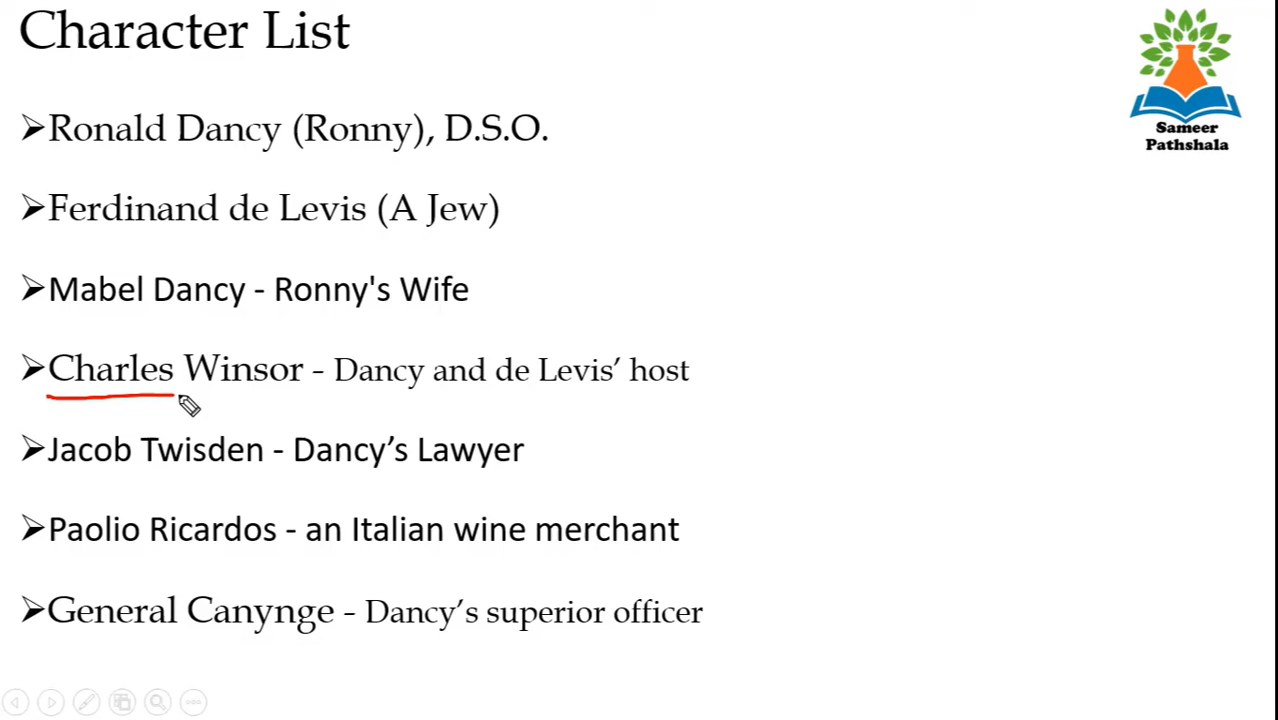 Character List
➢Ronald Dancy (Ronny), D.S.O.
➢Ferdinand de Levis (A Jew)
➢Mabel Dancy - Ronny's Wife
➢Charles Winsor - Dancy and de Levis’ host
➢Jacob Twisden - Dancy’s Lawyer
➢Paolio Ricardos - an Italian wine merchant
➢General Canynge - Dancy’s superior officer
Sameer
Pathshala